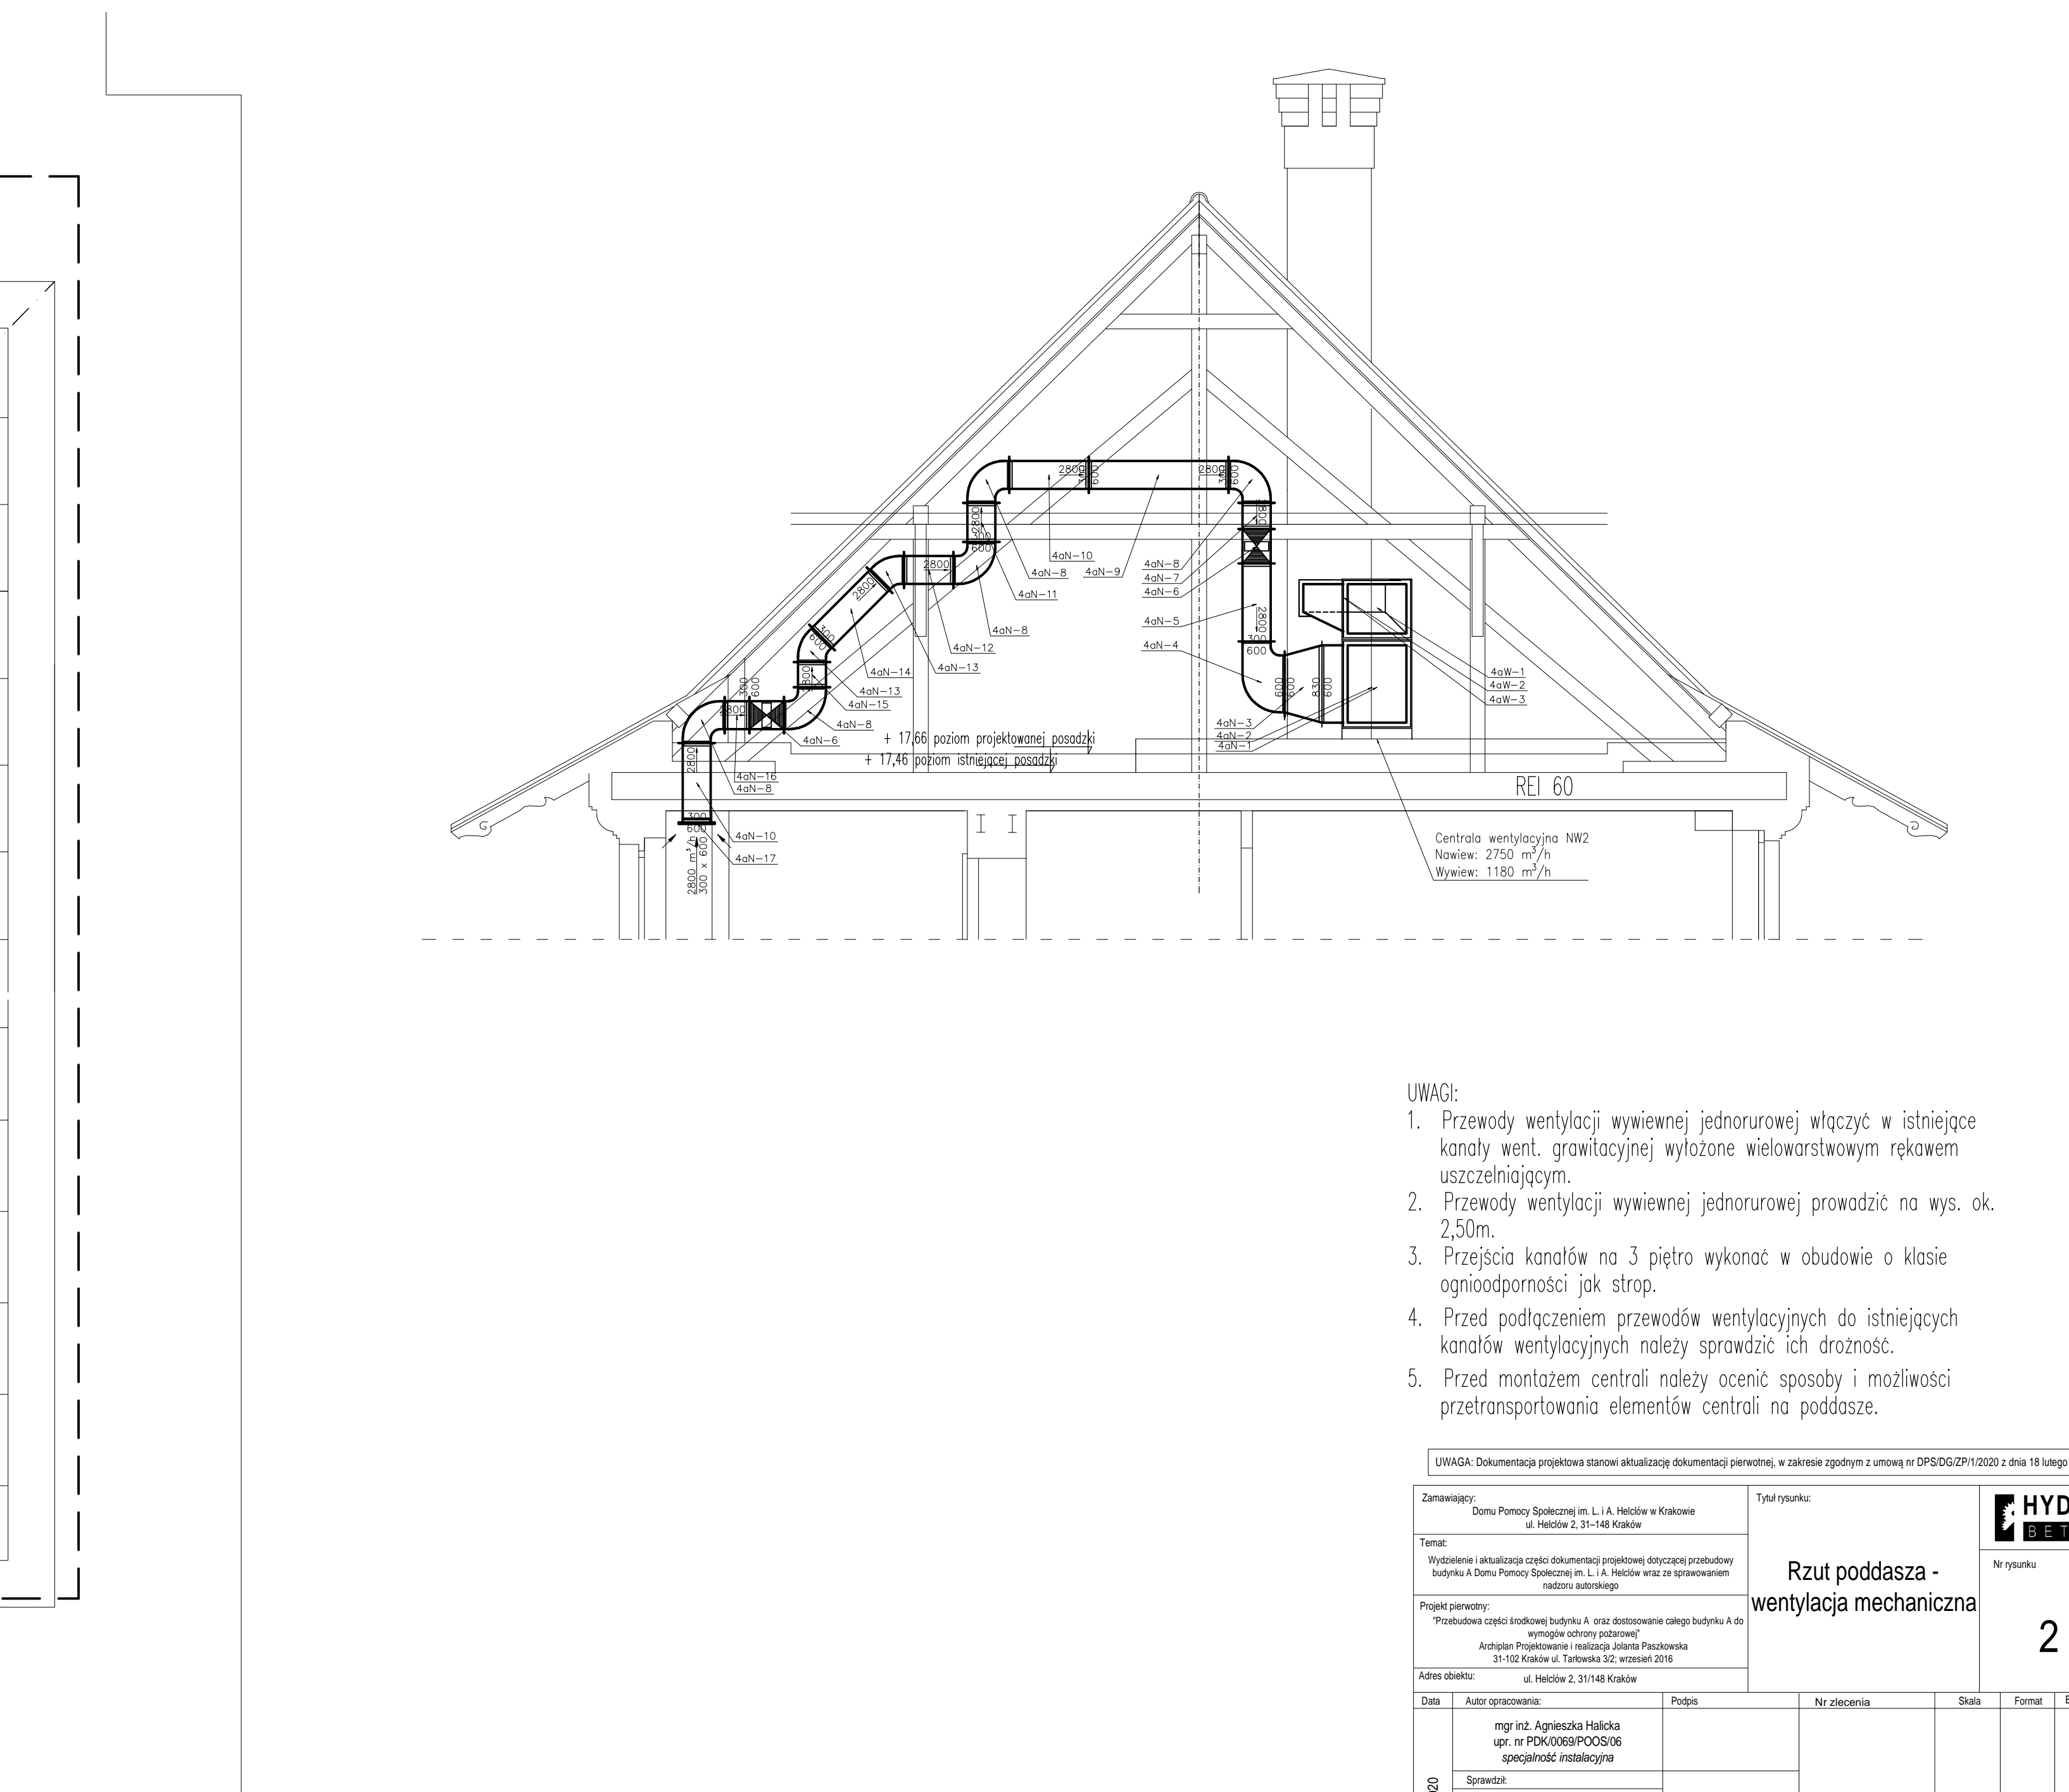 2800
300
600
2800
300
600
2800
2800
300
600
2800
4aN-10
4aN-8
4aN-9
4aN-11
4aN-8
4aN-7
4aN-6
2800
4aN-5
2800
300
600
4aN-8
4aN-12
4aN-4
300
600
2800
4aN-14
4aN-13
4aN-13
4aN-15
600
600
830
600
4aW-1
4aW-2
4aW-3
300
600
2800
4aN-8
4aN-6
4aN-3
4aN-2
4aN-1
+ 17,66 poziom projektowanej posadzki
+ 17,46 poziom istniejącej posadzki
2800
4aN-16
4aN-8
REI 60
300
600
4aN-10
4aN-17
2800 m³/h
300 x 600
Centrala wentylacyjna NW2
Nawiew: 2750 m³/h
Wywiew: 1180 m³/h
UWAGI:
1. Przewody wentylacji wywiewnej jednorurowej włączyć w istniejące
kanały went. grawitacyjnej wyłożone wielowarstwowym rękawem
uszczelniającym.
2. Przewody wentylacji wywiewnej jednorurowej prowadzić na wys. ok.
2,50m.
3. Przejścia kanałów na 3 piętro wykonać w obudowie o klasie
ognioodporności jak strop.
4. Przed podłączeniem przewodów wentylacyjnych do istniejących
kanałów wentylacyjnych należy sprawdzić ich drożność.
5. Przed montażem centrali należy ocenić sposoby i możliwości
przetransportowania elementów centrali na poddasze.
UWAGA: Dokumentacja projektowa stanowi aktualizację dokumentacji pierwotnej, w zakresie zgodnym z umową nr DPS/DG/ZP/1/2020 z dnia 18 lutego
Zamawiający:
Domu Pomocy Społecznej im. L. i A. Helclów w Krakowie
ul. Helclów 2, 31–148 Kraków
Temat:
Wydzielenie i aktualizacja części dokumentacji projektowej dotyczącej przebudowy
budynku A Domu Pomocy Społecznej im. L. i A. Helclów wraz ze sprawowaniem
nadzoru autorskiego
Projekt pierwotny:
"Przebudowa części środkowej budynku A oraz dostosowanie całego budynku A do
wymogów ochrony pożarowej"
Archiplan Projektowanie i realizacja Jolanta Paszkowska
31-102 Kraków ul. Tarłowska 3/2; wrzesień 2016
Adres obiektu: ul. Helclów 2, 31/148 Kraków
Tytuł rysunku:
Rzut poddasza -
wentylacja mechaniczna
HYD
BET
Nr rysunku
2
Data Autor opracowania: Podpis Nr zlecenia Skala Format
mgr inż. Agnieszka Halicka
upr. nr PDK/0069/POOS/06
specjalność instalacyjna
Sprawdził: